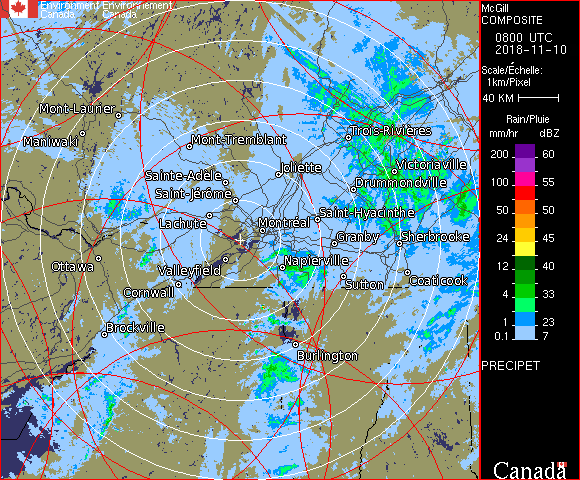 Environment Environnement
Canada Canada
McGill
COMPOSITE
0800 UTC
2018-11-10
Scale/Échelle:
1km/Pixel
40 KM
Rain/Pluie
mm/hr dBZ
200 60
100 55
50 50
24 45
12 40
4 33
1 23
0.1 7
PRECIPET
Canada
Mont-Laurier
Maniwaki
Trois-Rivières
Mont-Tremblant
Joliette
Victoriaville
Sainte-Adèle
Drummondville
Saint-Jérôme
Saint-Hyacinthe
Lachute
Montréal
Granby
Sherbrooke
Napierville
Ottawa
Valleyfield
Coaticook
Sutton
Cornwall
Brockville
Burlington